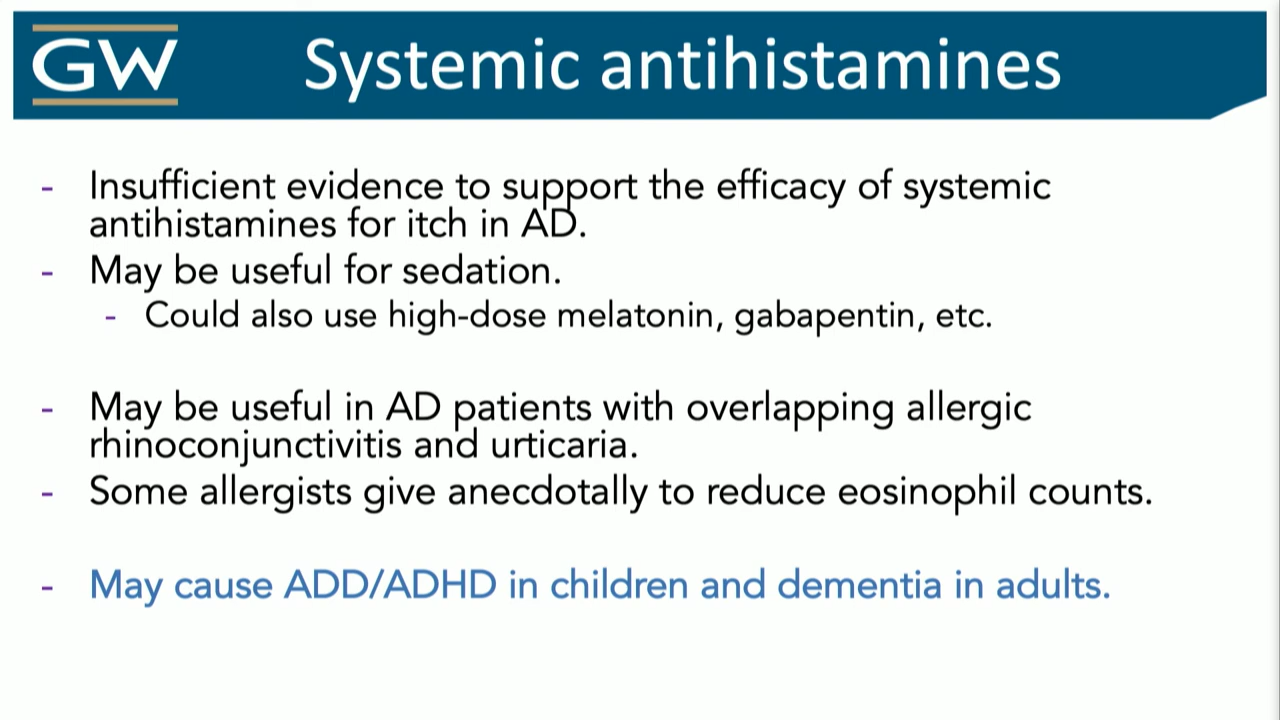 GW
Systemic antihistamines
- Insufficient evidence to support the efficacy of systemic
antihistamines for itch in AD.
- May be useful for sedation.
- Could also use high-dose melatonin, gabapentin, etc.
- May be useful in AD patients with overlapping allergic
rhinoconjunctivitis and urticaria.
- Some allergists give anecdotally to reduce eosinophil counts.
- May cause ADD/ADHD in children and dementia in adults.